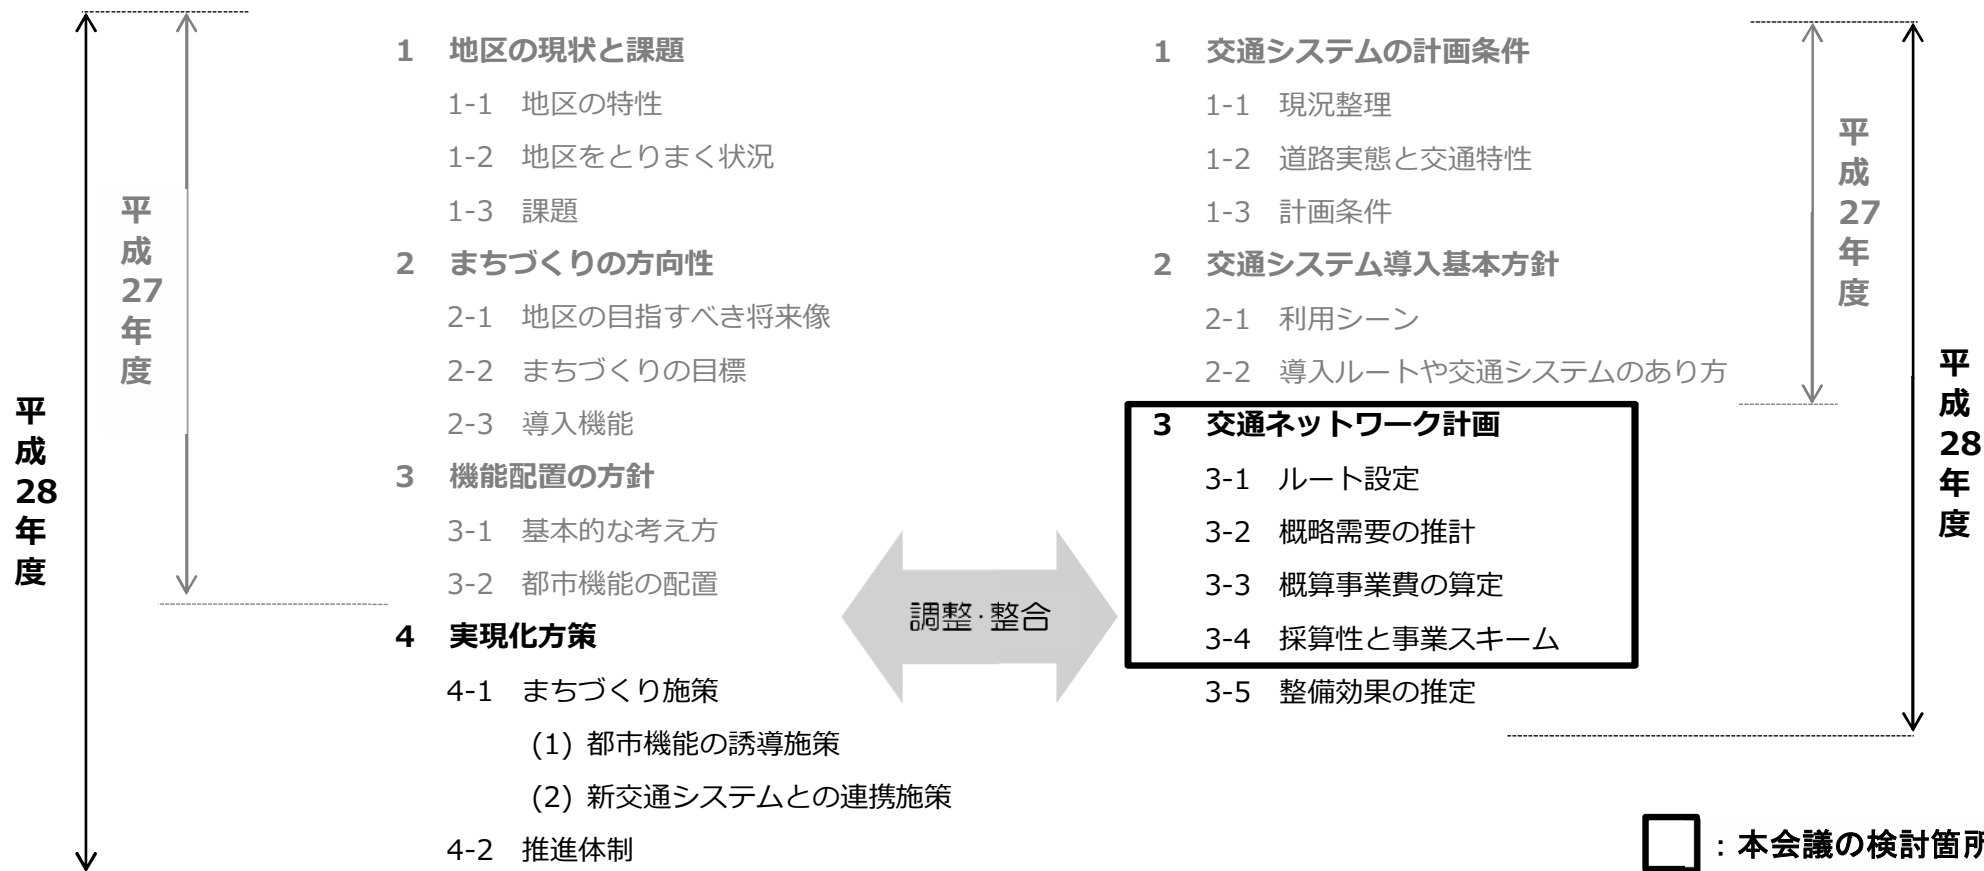 平成27年度
平成28年度
1 地区の現状と課題
1-1 地区の特性
1-2 地区をとりまく状況
1-3 課題
2 まちづくりの方向性
2-1 地区の目指すべき将来像
2-2 まちづくりの目標
2-3 導入機能
3 機能配置の方針
3-1 基本的な考え方
3-2 都市機能の配置
4 実現化方策
4-1 まちづくり施策
(1) 都市機能の誘導施策
(2) 新交通システムとの連携施策
4-2 推進体制
調整·整合
1 交通システムの計画条件
1-1 現況整理
1-2 道路実態と交通特性
1-3 計画条件
2 交通システム導入基本方針
2-1 利用シーン
2-2 導入ルートや交通システムのあり方
3 交通ネットワーク計画
3-1 ルート設定
3-2 概略需要の推計
3-3 概算事業費の算定
3-4 採算性と事業スキーム
3-5 整備効果の推定
平成27年度
平成28年度
：本会議の検討箇所